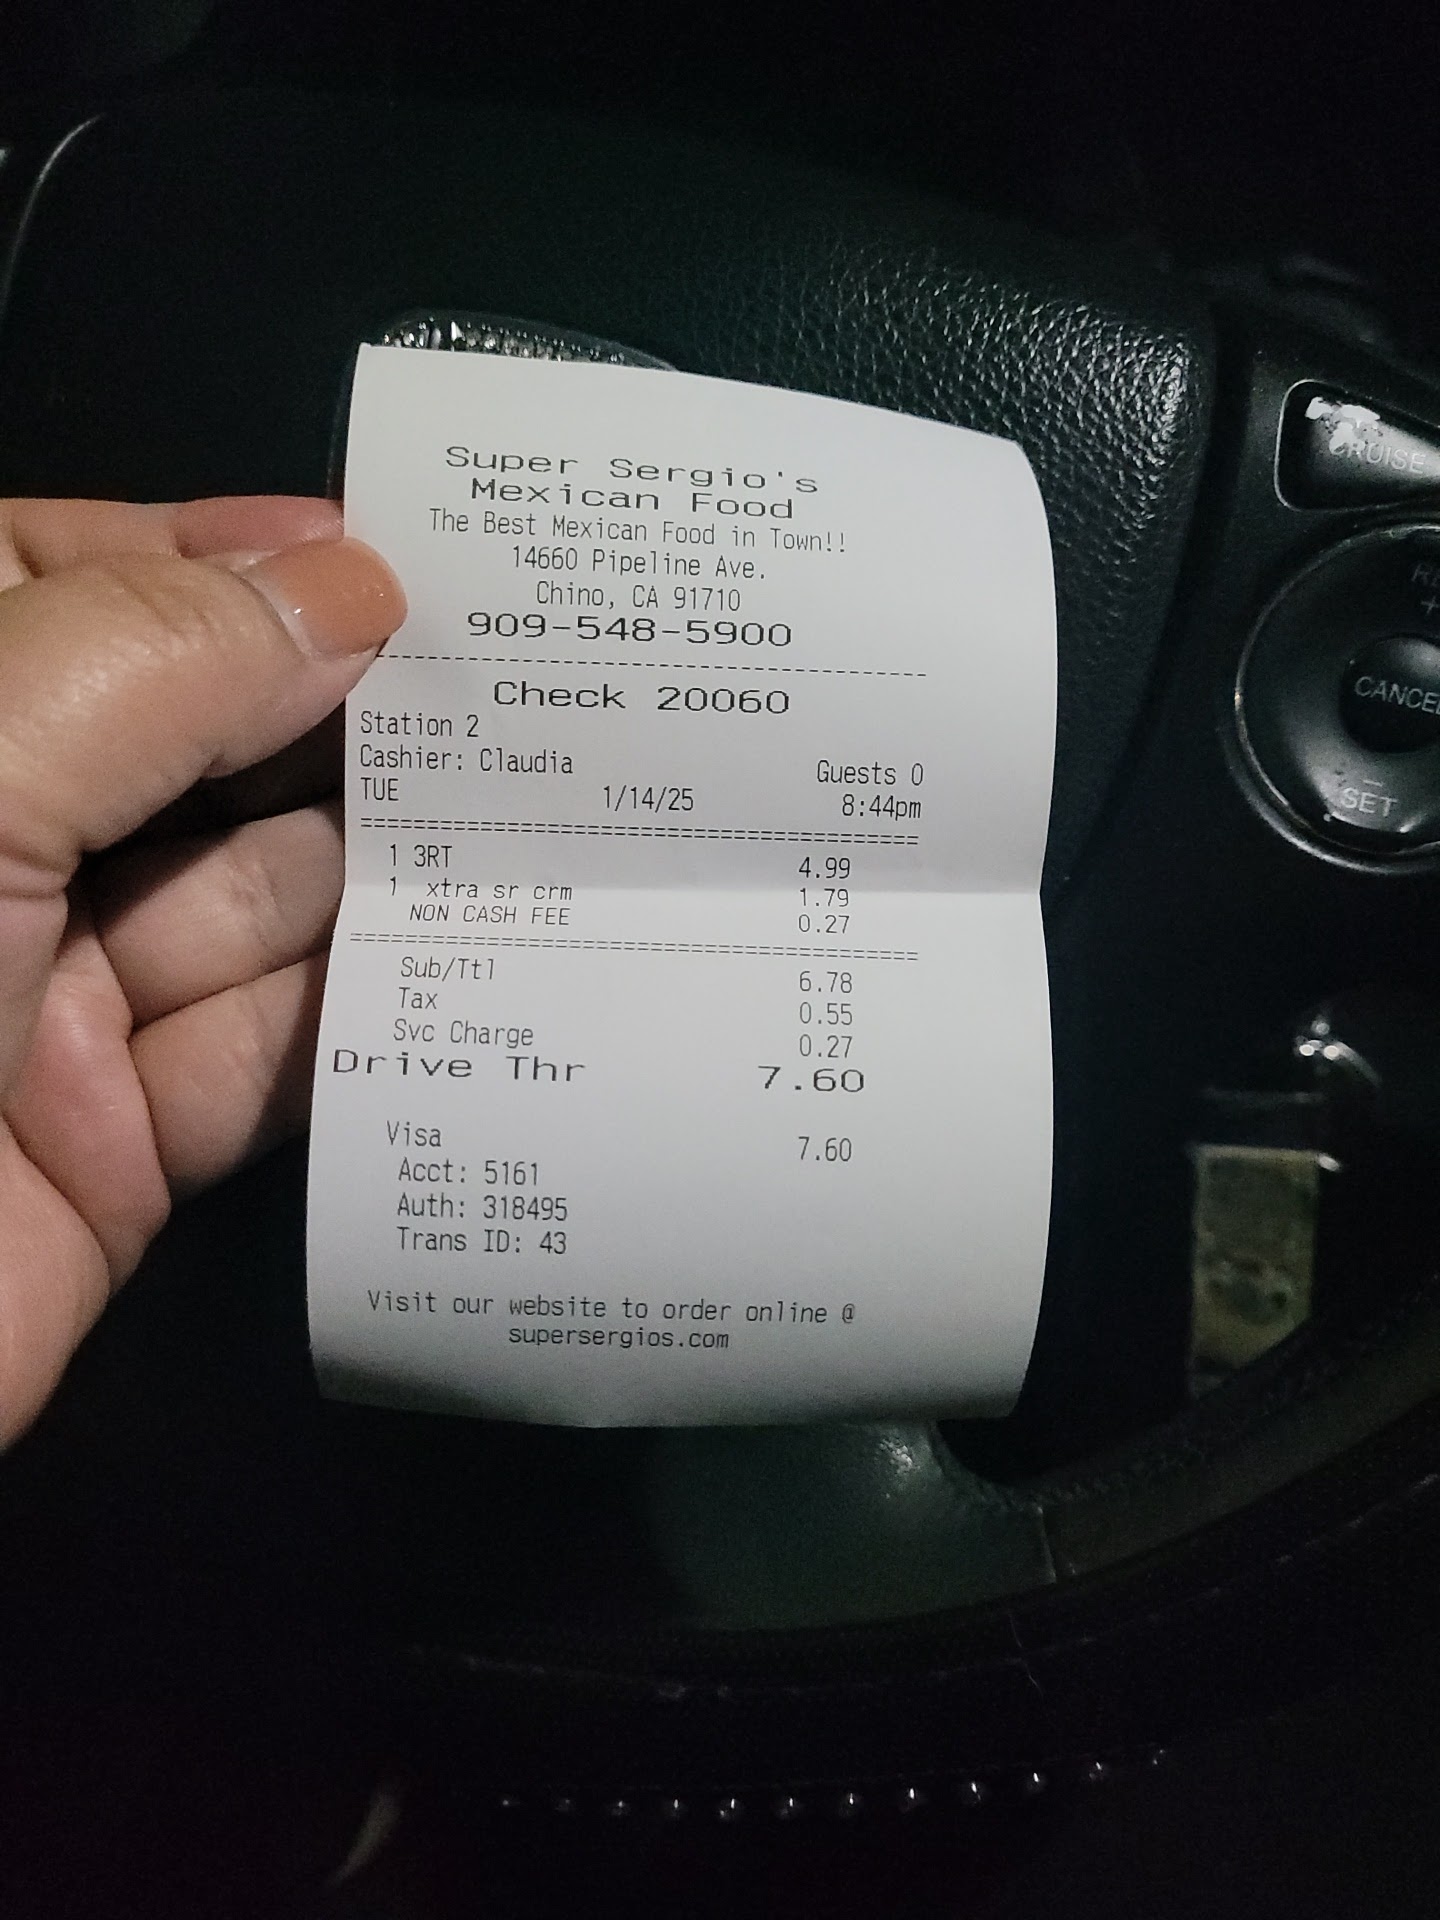 Super Sergio's
Mexican Food
The Best Mexican Food in Town!!
14660 Pipeline Ave.
Chino, CA 91710
909-548-5900
Check 20060
Station 2
Cashier: Claudia Guests 0
TUE 1/14/25 8:44pm
1 3RT 4.99
1 xtra sr crm 1.79
NON CASH FEE 0.27
Sub/Ttl 6.78
Tax 0.55
Svc Charge 0.27
Drive Thr 7.60
Visa 7.60
Acct: 5161
Auth: 318495
Trans ID: 43
Visit our website to order online @
supersergios.com
CRUISE
+
–
SET